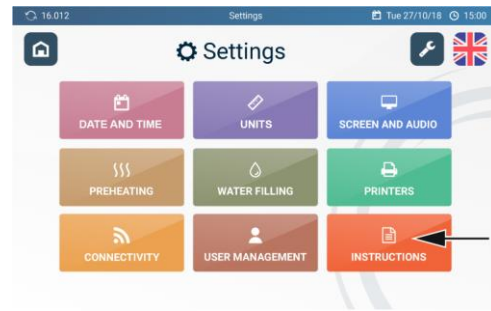 16.012 Settings Tue 27/10/18 15:00
Settings
DATE AND TIME UNITS SCREEN AND AUDIO
PREHEATING WATER FILLING PRINTERS
CONNECTIVITY USER MANAGEMENT INSTRUCTIONS